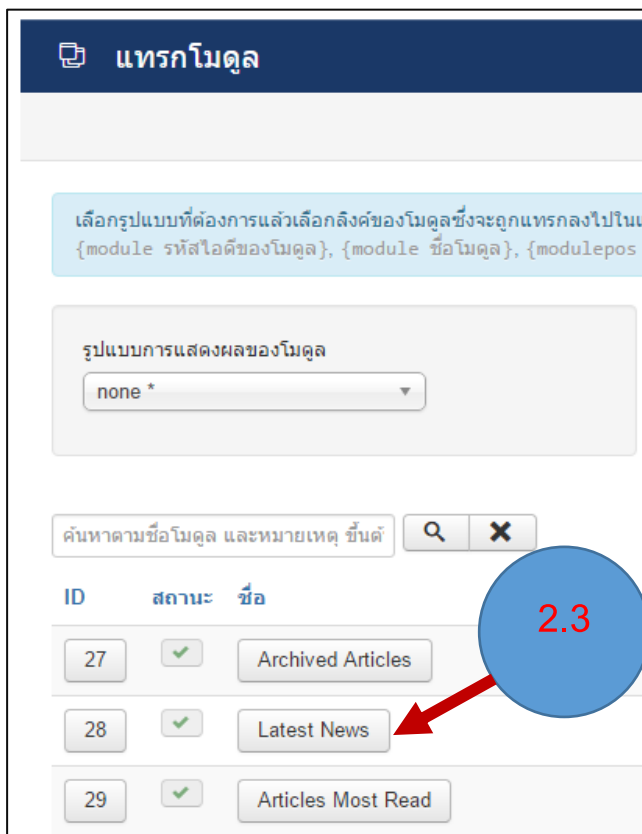 แทรกโมดูล
เลือกรูปแบบที่ต้องการแล้วเลือกลิงค์ของโมดูลซึ่งจะถูกแทรกลงไปใน
{module รหัสไอดีของโมดูล}, {module ชื่อโมดูล}, {modulepos
รูปแบบการแสดงผลของโมดูล
none *
ค้นหาตามชื่อโมดูล และหมายเหตุ ขึ้นต้
ID สถานะ ชื่อ
2.3
27 Archived Articles
28 Latest News
29 Articles Most Read